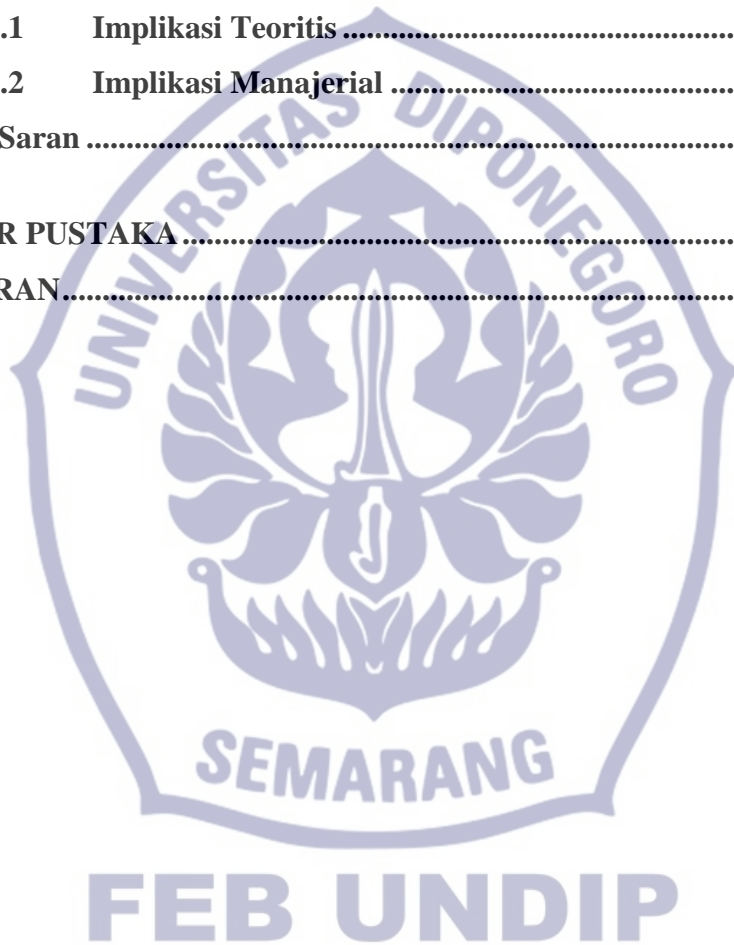 .1 Implikasi Teoritis ........................................................
.2 Implikasi Manajerial ..................................................
Saran ................................................................................
R PUSTAKA ....................................................................
RAN...................................................................................
UNIVERSITAS DIPONEGORO
SEMARANG
FEB UNDIP